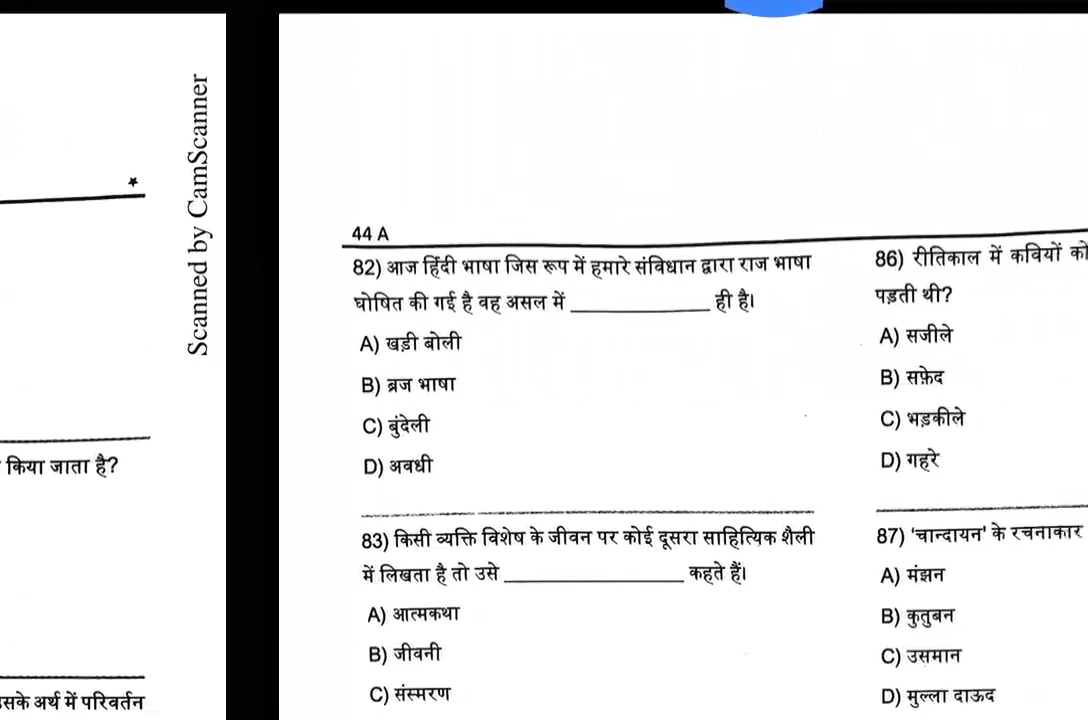 किया जाता है?
अर्थ में परिवर्तन
Scanned by CamScanner
44 A
82) आज हिंदी भाषा जिस रूप में हमारे संविधान द्वारा राज भाषा
घोषित की गई है वह असल में ____________ ही है।
A) खड़ी बोली
B) ब्रज भाषा
C) बुंदेली
D) अवधी
83) किसी व्यक्ति विशेष के जीवन पर कोई दूसरा साहित्यिक शैली
में लिखता है तो उसे ________________ कहते हैं।
A) आत्मकथा
B) जीवनी
C) संस्मरण
86) रीतिकाल में कवियों को
पड़ती थी?
A) सजीले
B) सफ़ेद
C) भड़कीले
D) गहरे
87) 'चान्दायन' के रचनाकार
A) मंझन
B) कुतुबन
C) उसमान
D) मुल्ला दाऊद